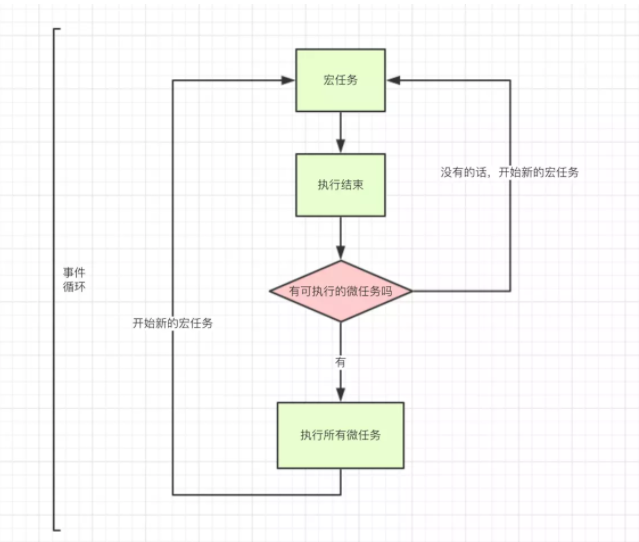 宏任务
执行结束
没有的话，开始新的宏任务
事件
循环
有可执行的微任务吗
开始新的宏任务
有
执行所有微任务